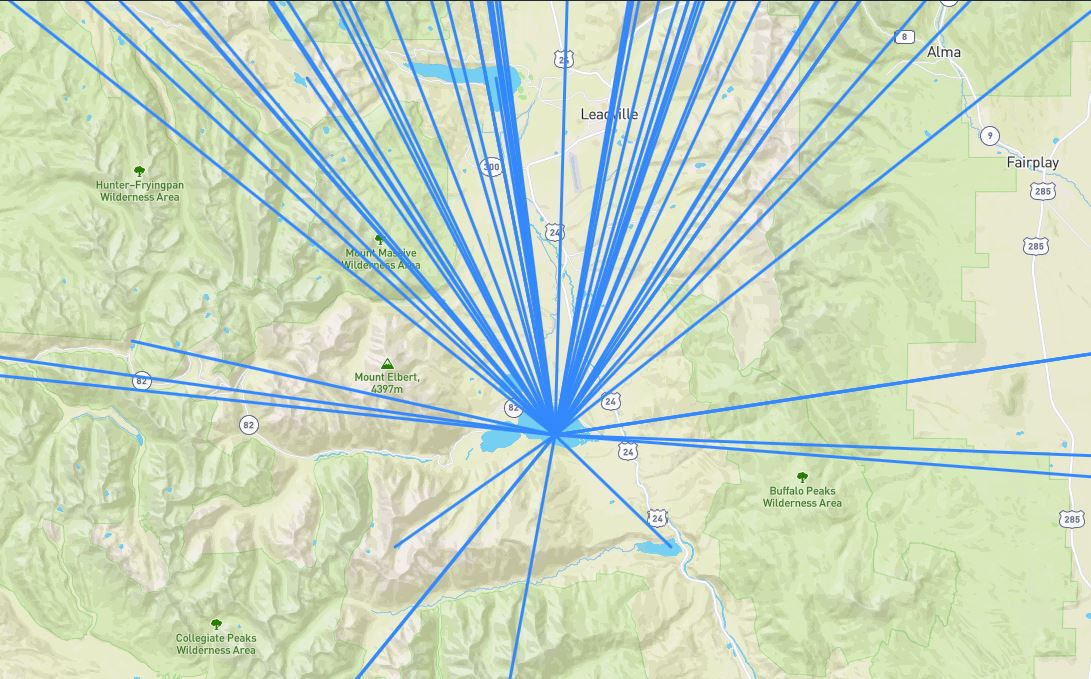 8
Alma
24
Leadville
9
Fairplay
300
285
Hunter–Fryingpan
Wilderness Area
24
285
Mount Massive
Wilderness Area
Mount Elbert,
4397m
82
82
24
82
24
Buffalo Peaks
Wilderness Area
24
285
Collegiate Peaks
Wilderness Area